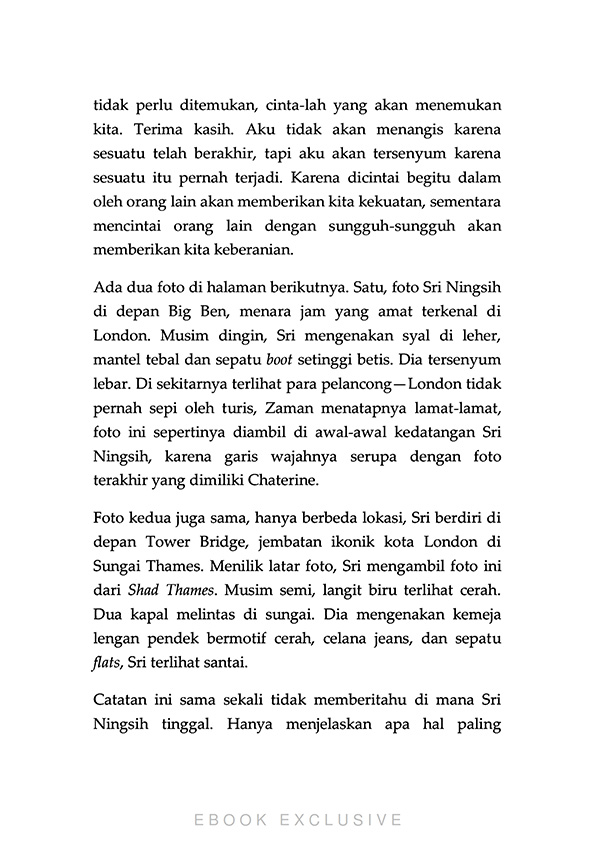 tidak perlu ditemukan, cinta-lah yang akan menemukan
kita. Terima kasih. Aku tidak akan menangis karena
sesuatu telah berakhir, tapi aku akan tersenyum karena
sesuatu itu pernah terjadi. Karena dicintai begitu dalam
oleh orang lain akan memberikan kita kekuatan, sementara
mencintai orang lain dengan sungguh-sungguh akan
memberikan kita keberanian.
Ada dua foto di halaman berikutnya. Satu, foto Sri Ningsih
di depan Big Ben, menara jam yang amat terkenal di
London. Musim dingin, Sri mengenakan syal di leher,
mantel tebal dan sepatu boot setinggi betis. Dia tersenyum
lebar. Di sekitarnya terlihat para pelancong—London tidak
pernah sepi oleh turis, Zaman menatapnya lamat-lamat,
foto ini sepertinya diambil di awal-awal kedatangan Sri
Ningsih, karena garis wajahnya serupa dengan foto
terakhir yang dimiliki Chaterine.
Foto kedua juga sama, hanya berbeda lokasi, Sri berdiri di
depan Tower Bridge, jembatan ikonik kota London di
Sungai Thames. Menilik latar foto, Sri mengambil foto ini
dari Shad Thames. Musim semi, langit biru terlihat cerah.
Dua kapal melintas di sungai. Dia mengenakan kemeja
lengan pendek bermotif cerah, celana jeans, dan sepatu
flats, Sri terlihat santai.
Catatan ini sama sekali tidak memberitahu di mana Sri
Ningsih tinggal. Hanya menjelaskan apa hal paling
EBOOK EXCLUSIVE